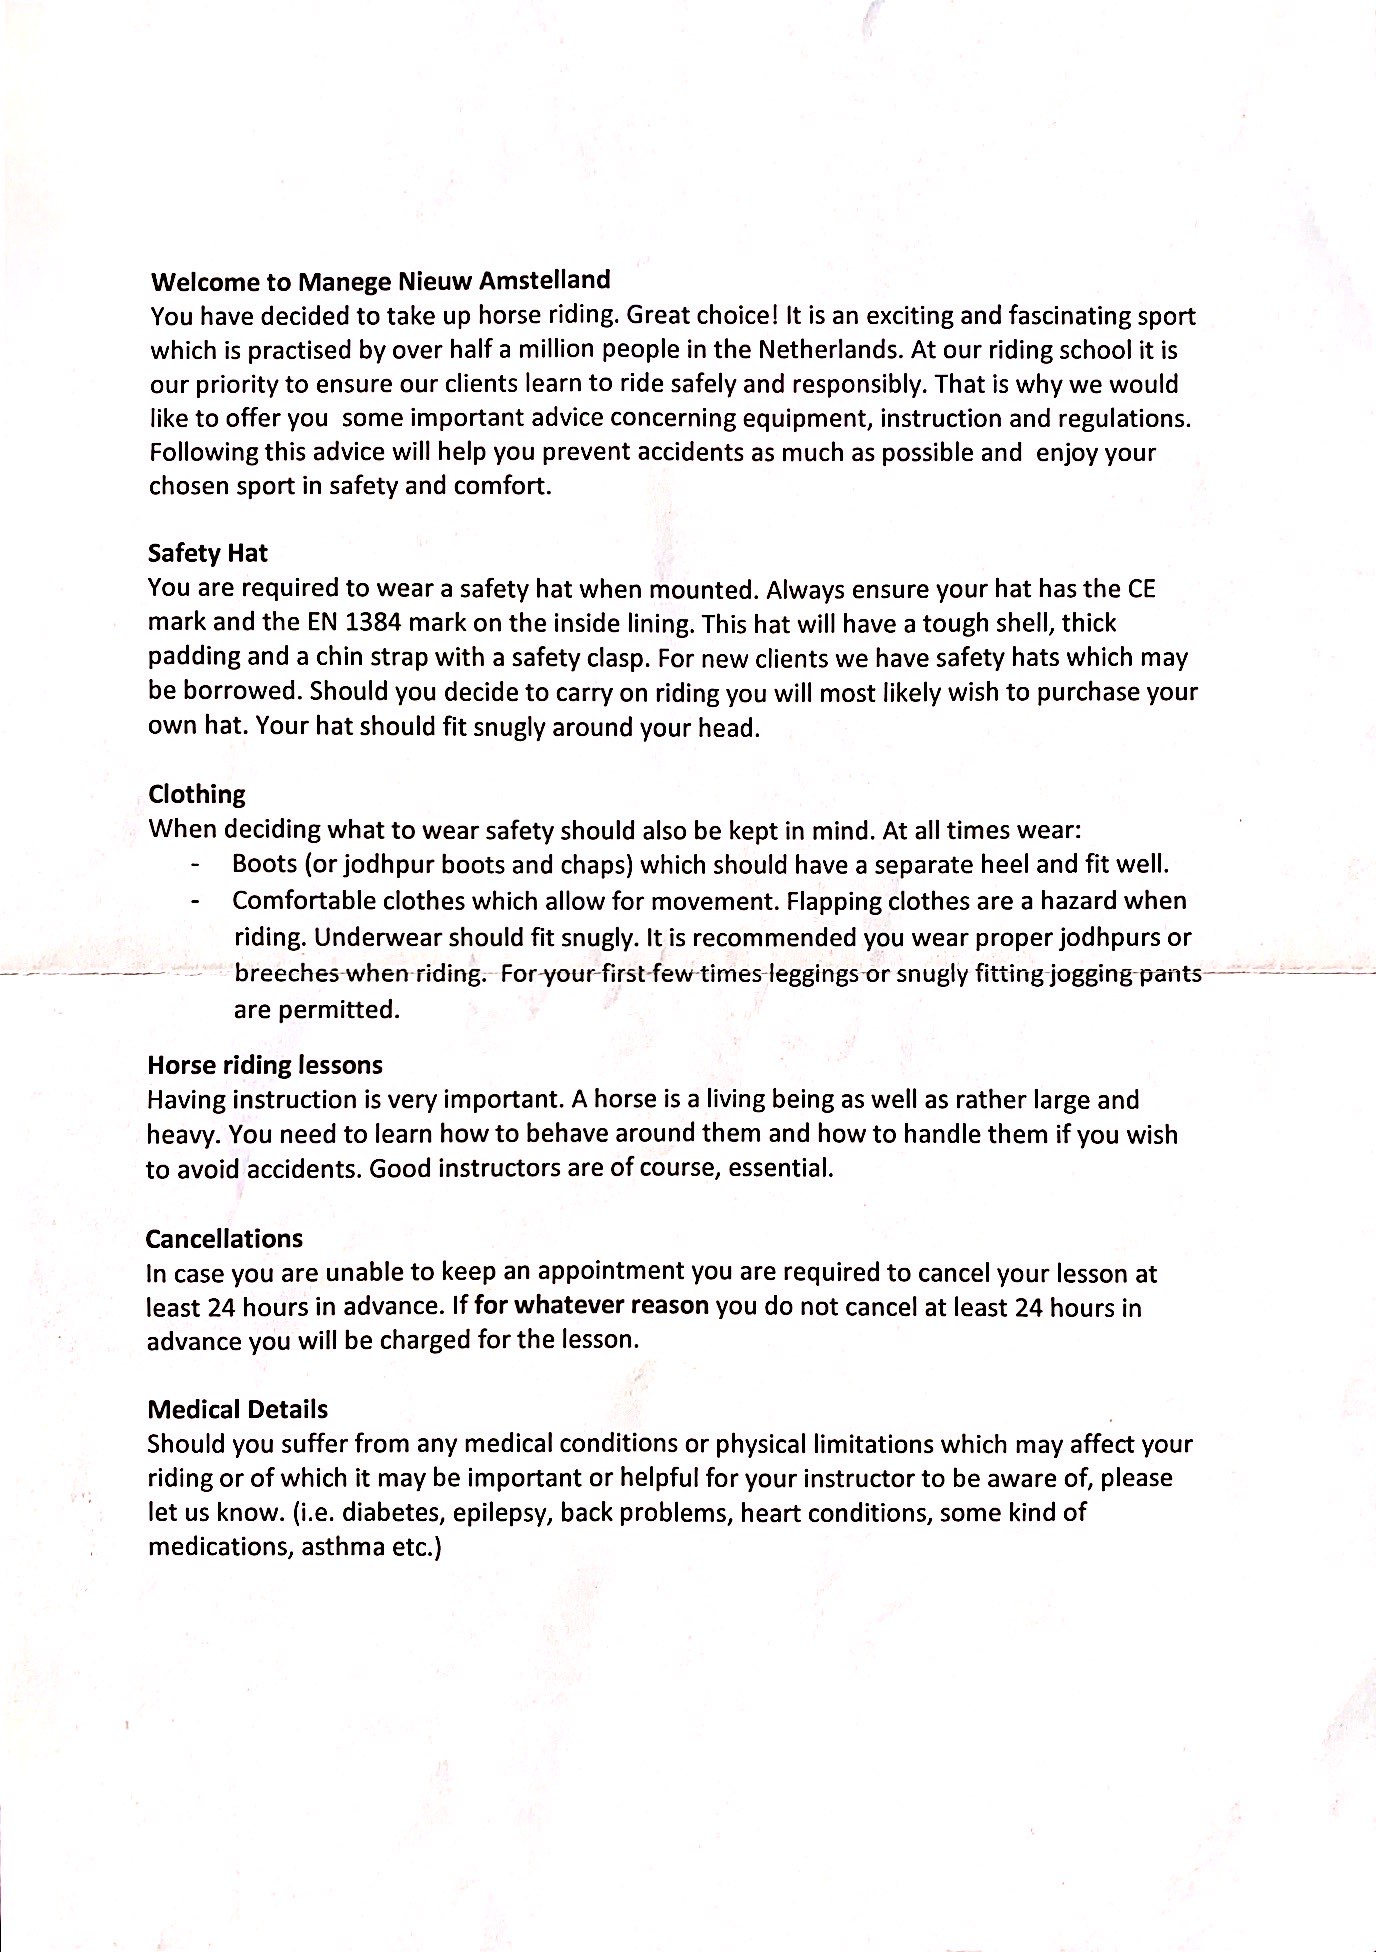 Welcome to Manege Nieuw Amstelland
You have decided to take up horse riding. Great choice! It is an exciting and fascinating sport
which is practised by over half a million people in the Netherlands. At our riding school it is
our priority to ensure our clients learn to ride safely and responsibly. That is why we would
like to offer you  some important advice concerning equipment, instruction and regulations.
Following this advice will help you prevent accidents as much as possible and  enjoy your
chosen sport in safety and comfort.
Safety Hat
You are required to wear a safety hat when mounted. Always ensure your hat has the CE
mark and the EN 1384 mark on the inside lining. This hat will have a tough shell, thick
padding and a chin strap with a safety clasp. For new clients we have safety hats which may
be borrowed. Should you decide to carry on riding you will most likely wish to purchase your
own hat. Your hat should fit snugly around your head.
Clothing
When deciding what to wear safety should also be kept in mind. At all times wear:
- Boots (or jodhpur boots and chaps) which should have a separate heel and fit well.
- Comfortable clothes which allow for movement. Flapping clothes are a hazard when
riding. Underwear should fit snugly. It is recommended you wear proper jodhpurs or
breeches when riding.  For your first few times leggings or snugly fitting jogging pants
are permitted.
Horse riding lessons
Having instruction is very important. A horse is a living being as well as rather large and
heavy. You need to learn how to behave around them and how to handle them if you wish
to avoid accidents. Good instructors are of course, essential.
Cancellations
In case you are unable to keep an appointment you are required to cancel your lesson at
least 24 hours in advance. If for whatever reason you do not cancel at least 24 hours in
advance you will be charged for the lesson.
Medical Details
Should you suffer from any medical conditions or physical limitations which may affect your
riding or of which it may be important or helpful for your instructor to be aware of, please
let us know. (i.e. diabetes, epilepsy, back problems, heart conditions, some kind of
medications, asthma etc.)